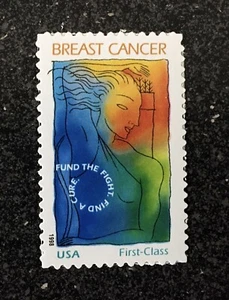 BREAST CANCER
FUND THE FIGHT. FIND A CURE
1998
USA First-Class